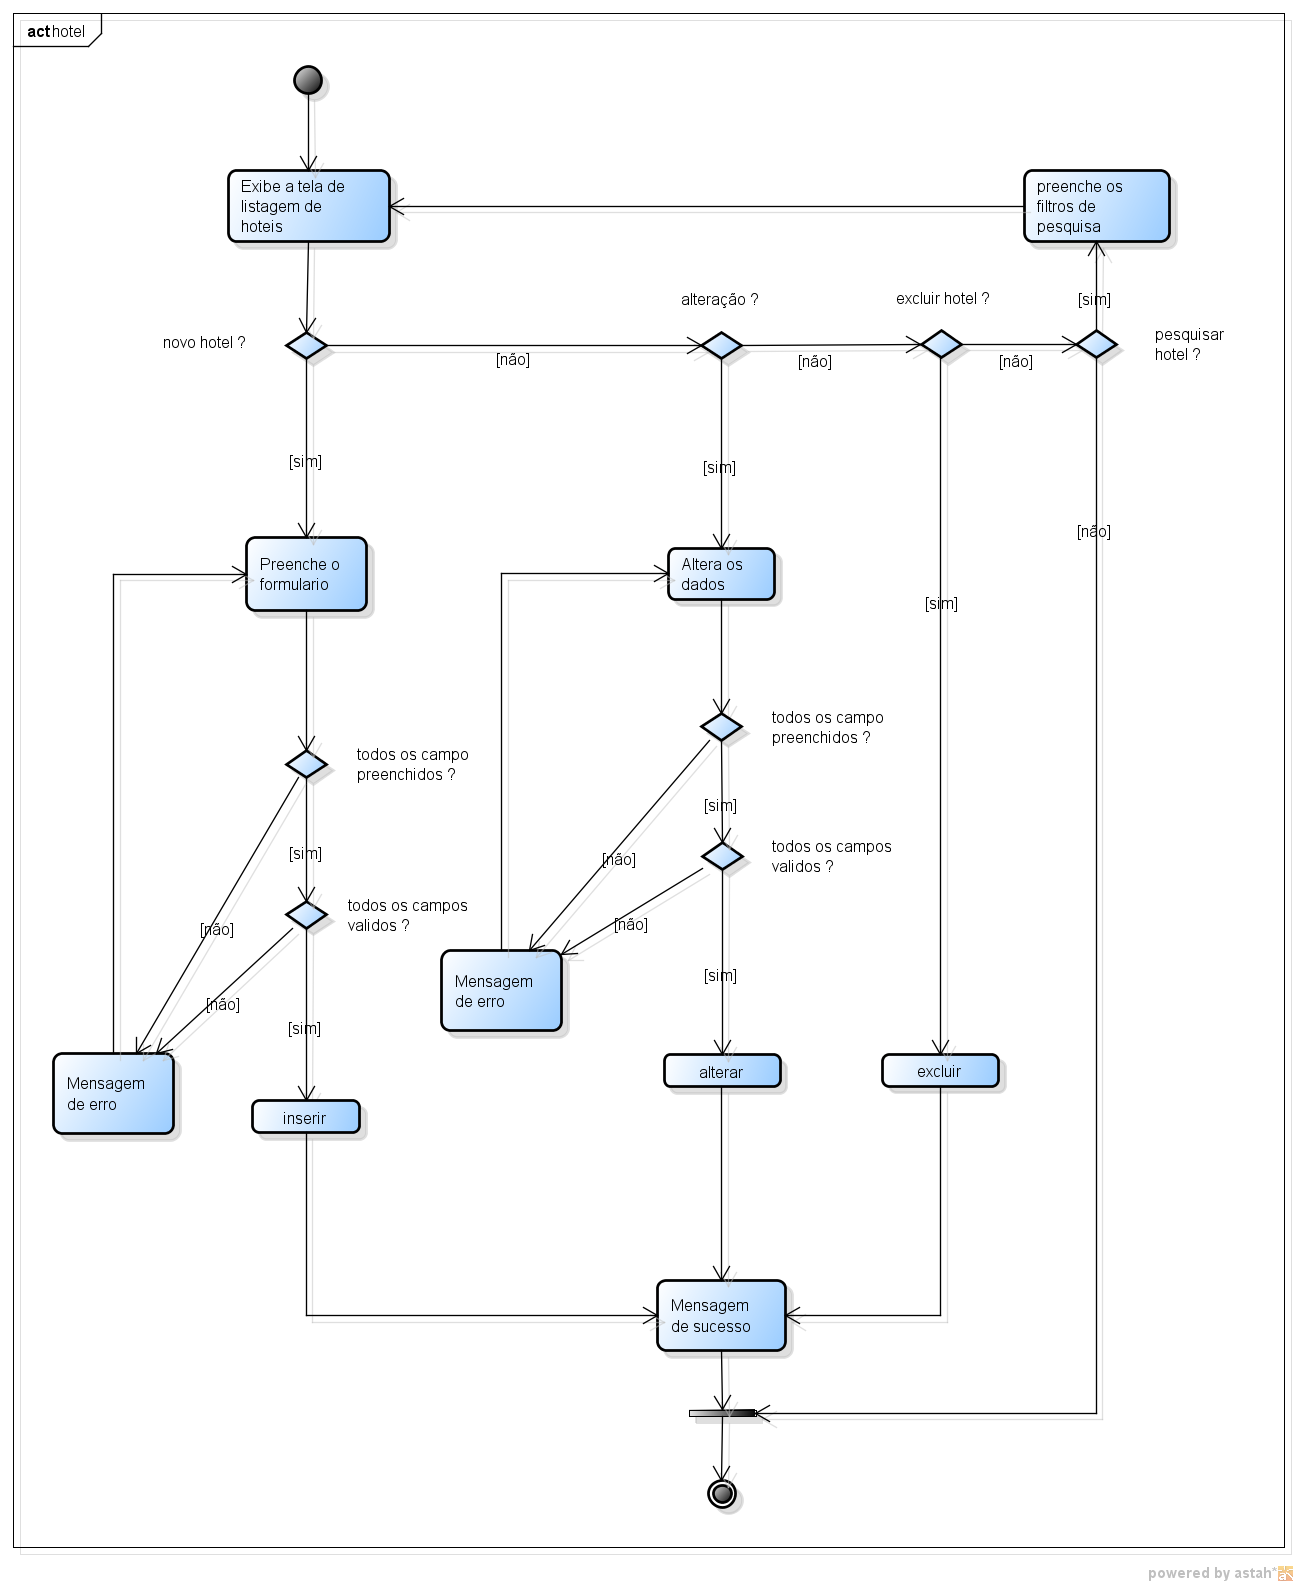 act hotel
Exibe a tela de
listagem de
hoteis
preenche os
filtros de
pesquisa
alteração ?
excluir hotel ?
[sim]
novo hotel ?
pesquisar
hotel ?
[não]
[não]
[não]
[sim]
[sim]
[não]
[sim]
Preenche o
formulario
Altera os
dados
todos os campo
preenchidos ?
todos os campo
preenchidos ?
[sim]
[sim]
todos os campos
validos ?
[não]
todos os campos
validos ?
[não]
[não]
[não]
[sim]
[sim]
Mensagem
de erro
Mensagem
de erro
alterar
excluir
inserir
Mensagem
de sucesso
powered by astah*